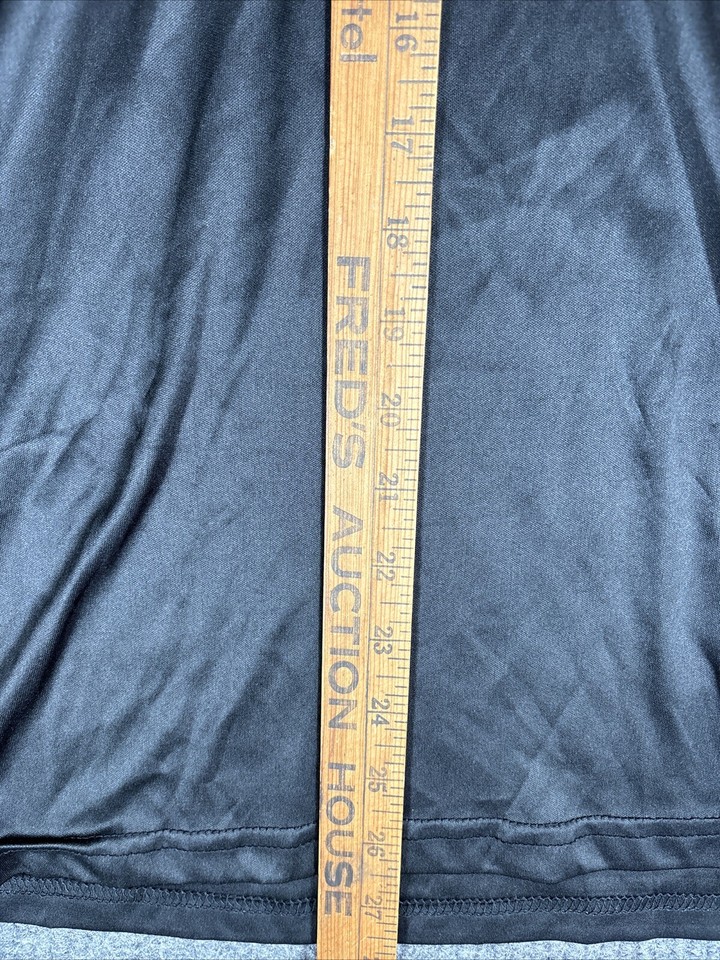 tel
FRED'S AUCTION HOUSE
16 17 18 19 20 21 22 23 24 25 26 27